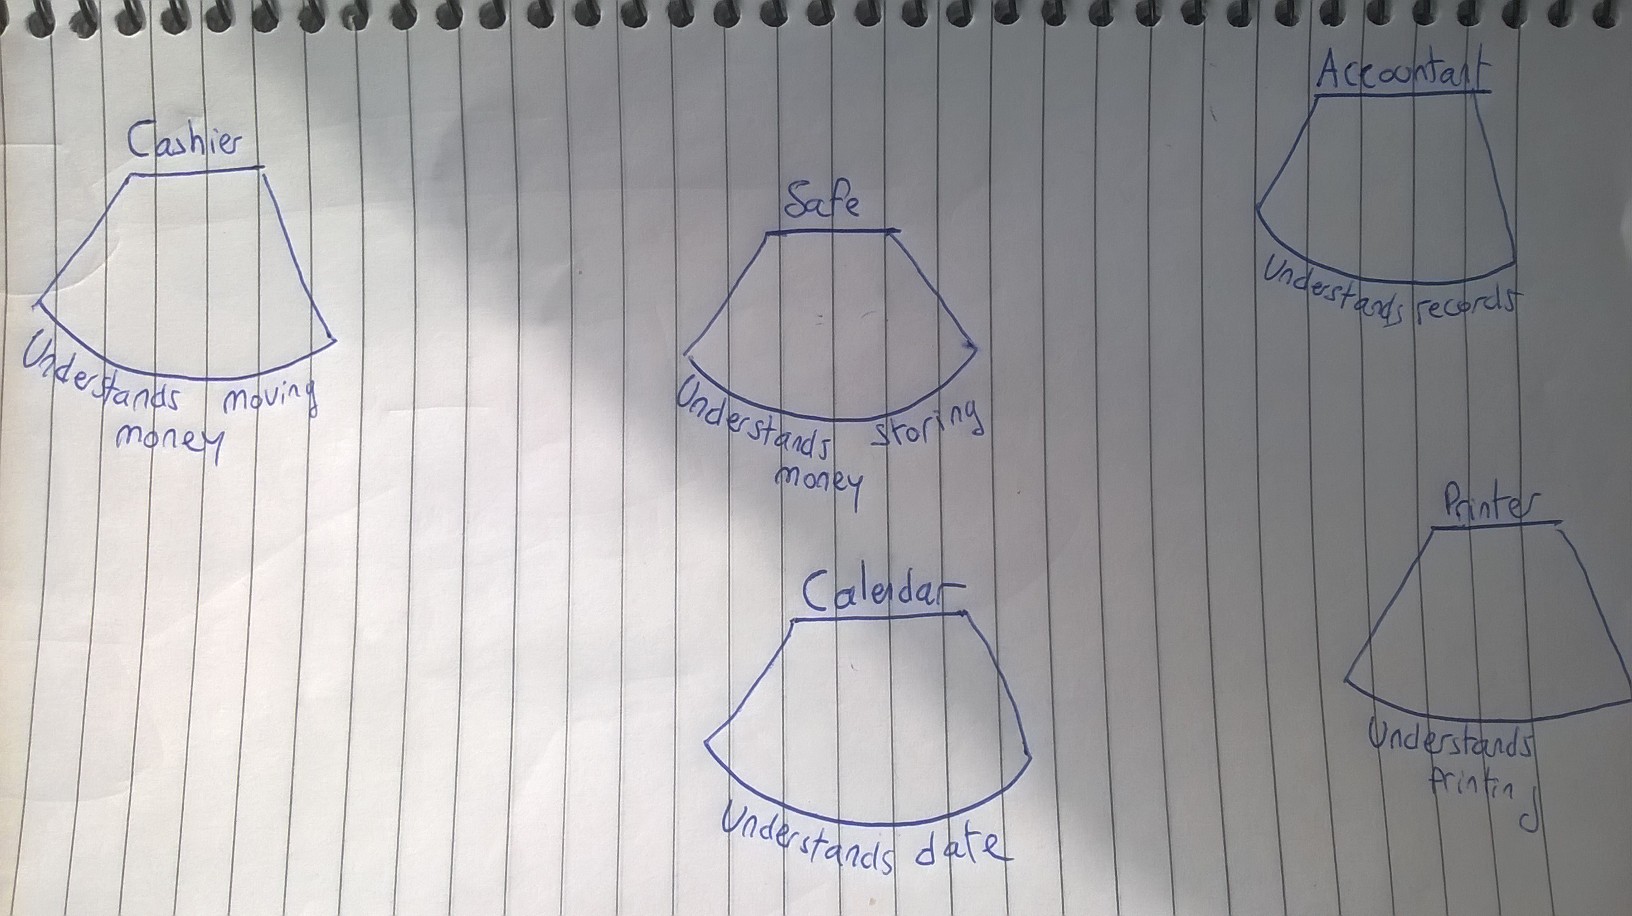 Cashier
Understands moving
money
Safe
Understands storing
money
Accountant
Understands records
Calendar
Understands date
Printer
Understands
printing